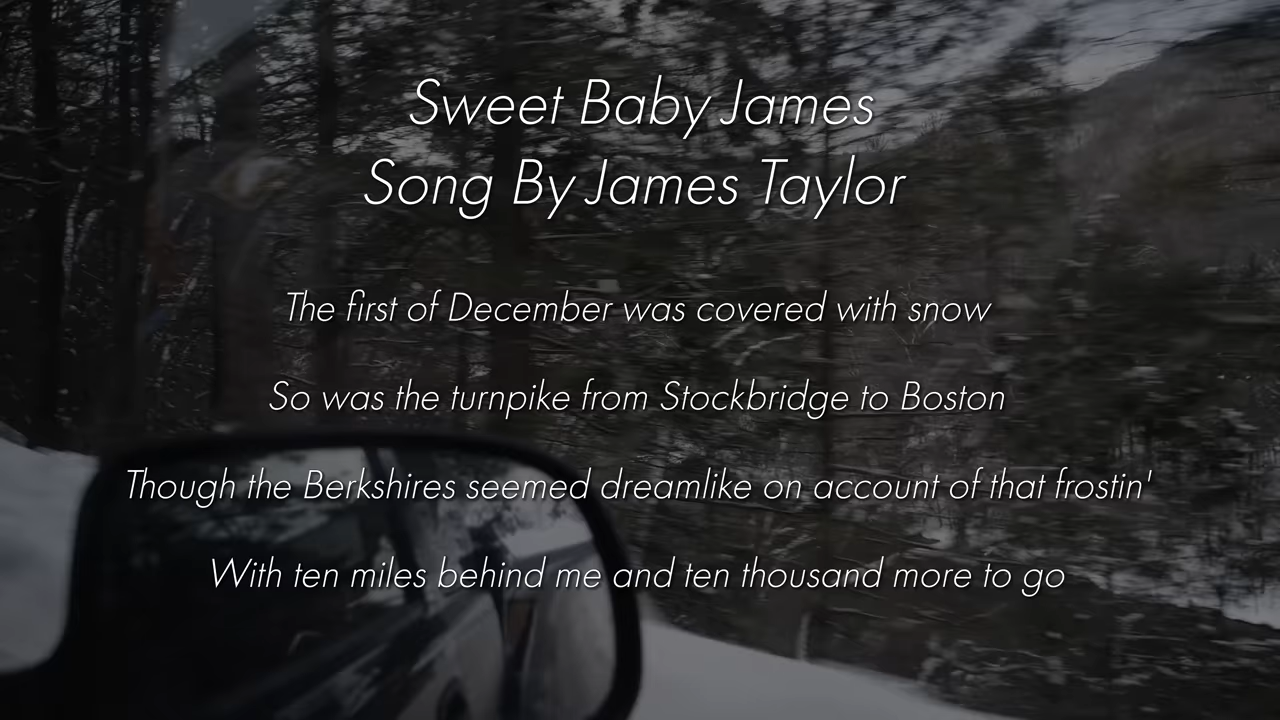 Sweet Baby James
Song By James Taylor
The first of December was covered with snow
So was the turnpike from Stockbridge to Boston
Though the Berkshires seemed dreamlike on account of that frostin'
With ten miles behind me and ten thousand more to go